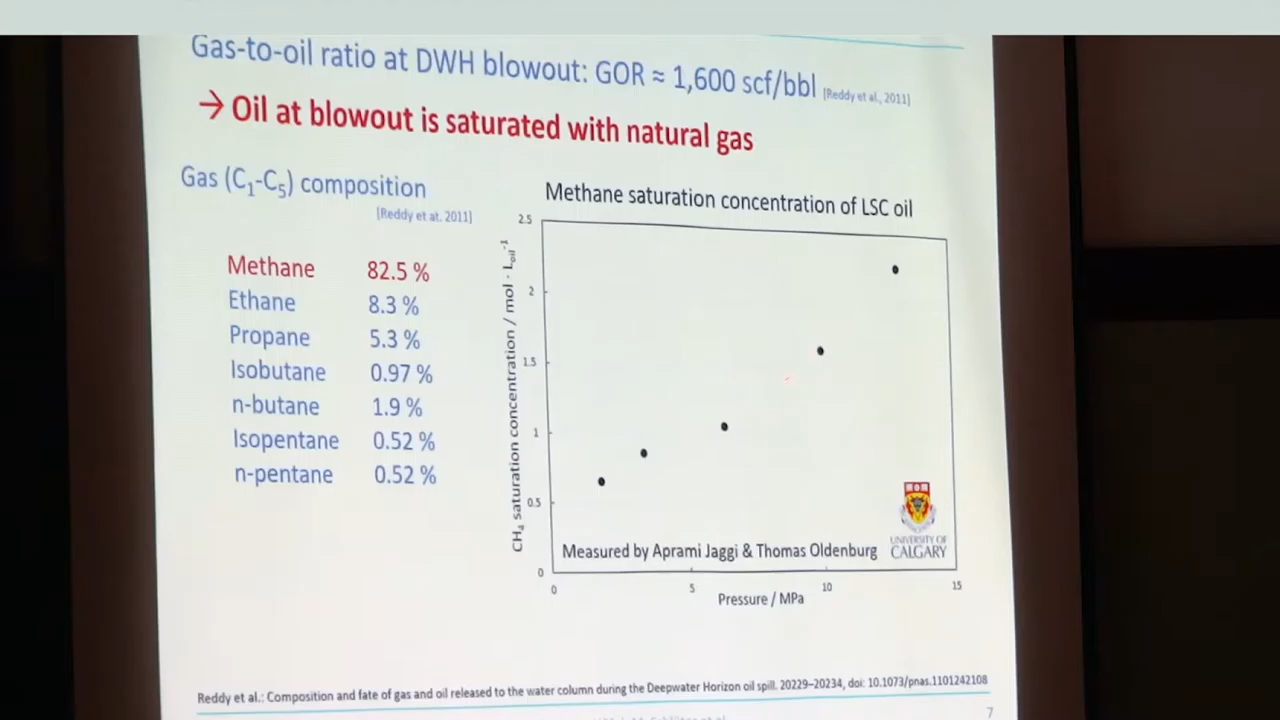 Gas-to-oil ratio at DWH blowout: GOR ≈ 1,600 scf/bbl [Reddy et al., 2011]
→ Oil at blowout is saturated with natural gas
Gas (C₁-C₅) composition
[Reddy et at. 2011]
Methane 82.5 %
Ethane 8.3 %
Propane 5.3 %
Isobutane 0.97 %
n-butane 1.9 %
Isopentane 0.52 %
n-pentane 0.52 %
Methane saturation concentration of LSC oil
CH₄ saturation concentration / mol · L_oil⁻¹
2.5
2
1.5
1
0.5
0
0 5 10 15
Pressure / MPa
Measured by Aprami Jaggi & Thomas Oldenburg
UNIVERSITY OF
CALGARY
Reddy et al.: Composition and fate of gas and oil released to the water column during the Deepwater Horizon oil spill. 20229–20234, doi: 10.1073/pnas.1101242108
7